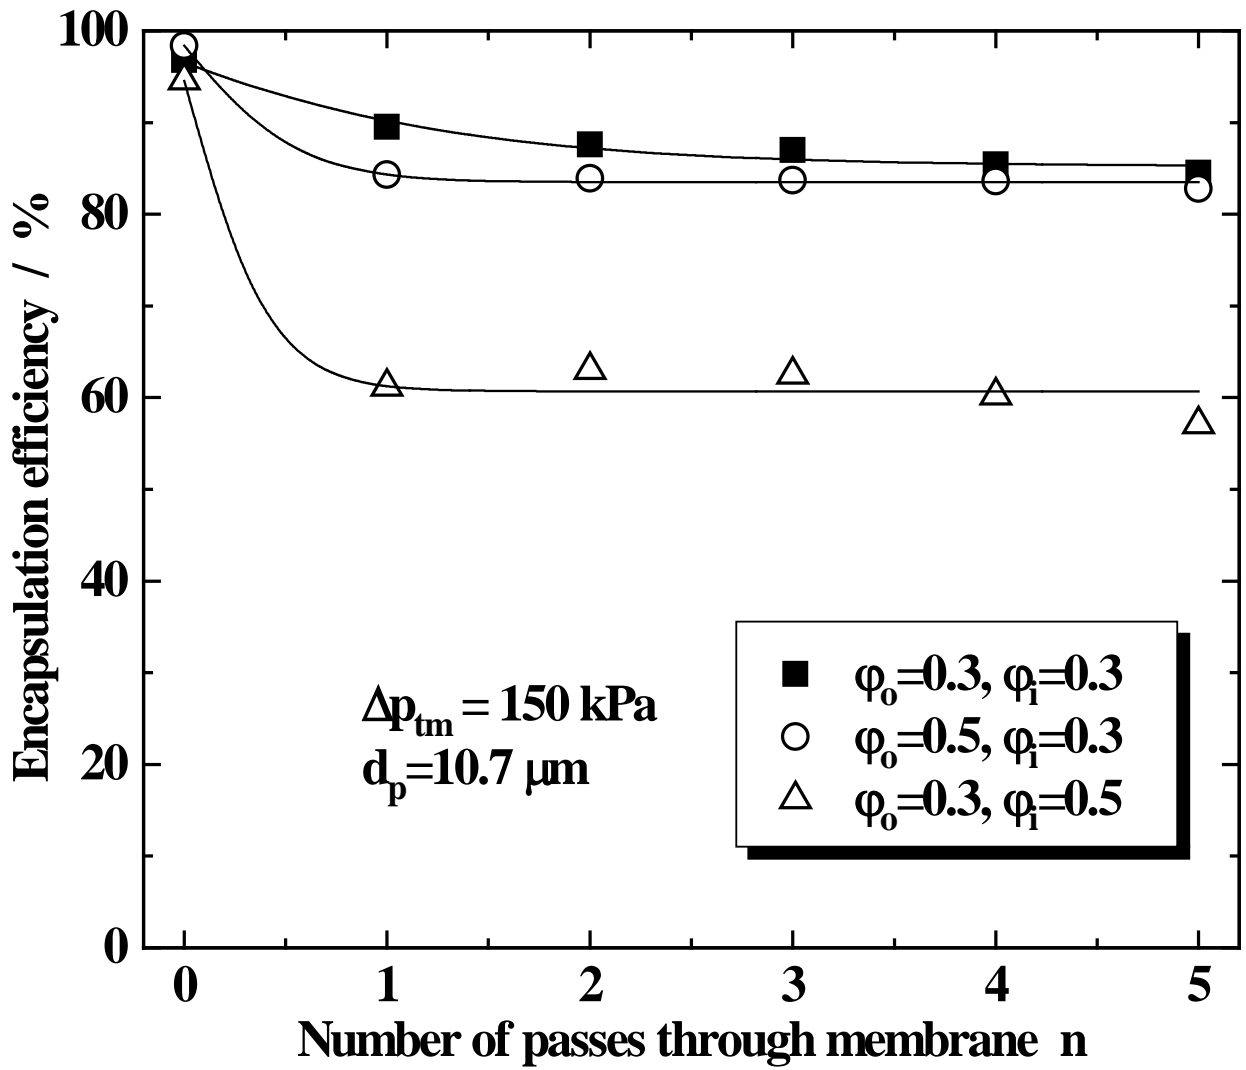 100
80
60
40
20
0
Encapsulation efficiency / %
Δp_tm = 150 kPa
d_p=10.7 μm
φ_o=0.3, φ_i=0.3
φ_o=0.5, φ_i=0.3
φ_o=0.3, φ_i=0.5
0 1 2 3 4 5
Number of passes through membrane n